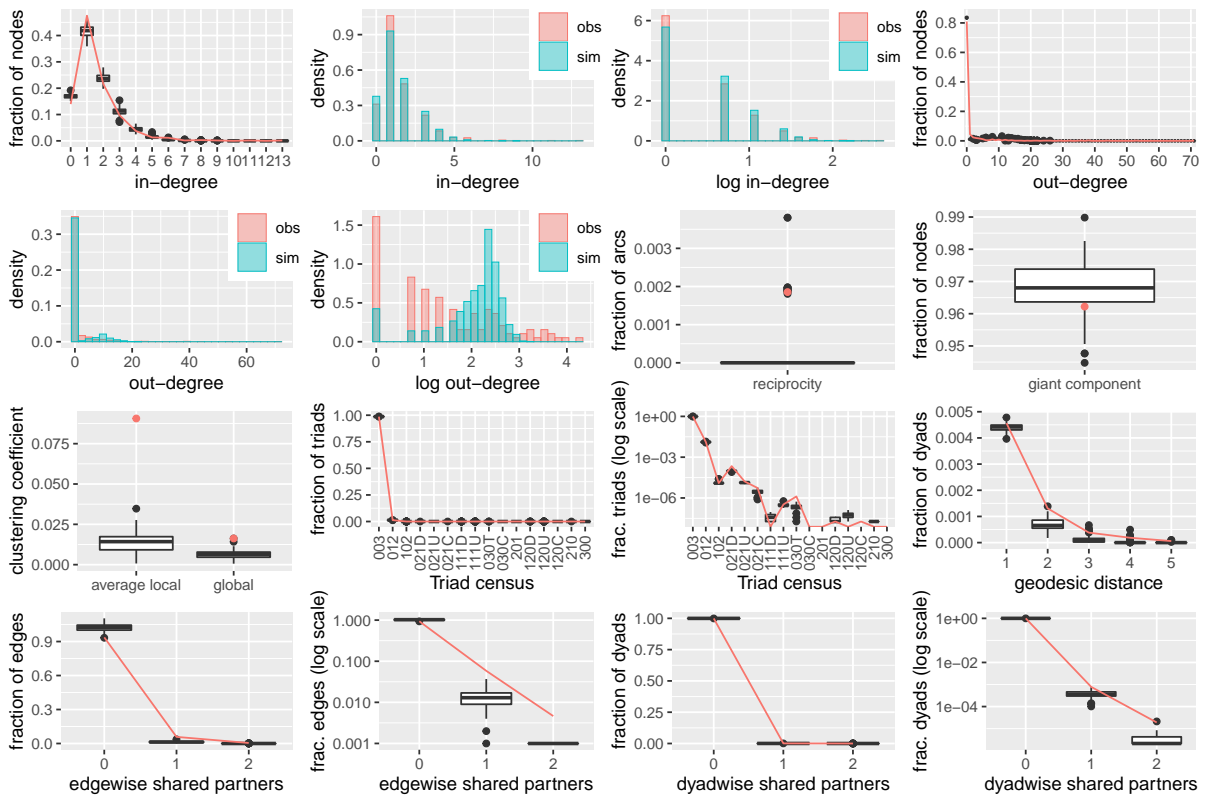 fraction of nodes
0.4
0.3
0.2
0.1
0.0
0 1 2 3 4 5 6 7 8 9 10 11 12 13
in−degree
density
0.9
0.6
0.3
0.0
0 5 10
in−degree
obs
sim
density
6
4
2
0
0 1 2
log in−degree
obs
sim
fraction of nodes
0.8
0.6
0.4
0.2
0.0
0 10 20 30 40 50 60 70
out−degree
density
0.3
0.2
0.1
0.0
0 20 40 60
out−degree
obs
sim
density
1.5
1.0
0.5
0.0
0 1 2 3 4
log out−degree
obs
sim
fraction of arcs
0.003
0.002
0.001
0.000
reciprocity
fraction of nodes
0.99
0.98
0.97
0.96
0.95
giant component
clustering coefficient
0.075
0.050
0.025
0.000
average local global
fraction of triads
1.00
0.75
0.50
0.25
0.00
003 012 102 021D 021U 021C 111D 111U 030T 030C 201 120D 120U 120C 210 300
Triad census
frac. triads (log scale)
1e+00
1e−03
1e−06
003 012 102 021D 021U 021C 111D 111U 030T 030C 201 120D 120U 120C 210 300
Triad census
fraction of dyads
0.005
0.004
0.003
0.002
0.001
0.000
1 2 3 4 5
geodesic distance
fraction of edges
0.9
0.6
0.3
0.0
0 1 2
edgewise shared partners
frac. edges (log scale)
1.000
0.100
0.010
0.001
0 1 2
edgewise shared partners
fraction of dyads
1.00
0.75
0.50
0.25
0.00
0 1 2
dyadwise shared partners
frac. dyads (log scale)
1e+00
1e−02
1e−04
0 1 2
dyadwise shared partners